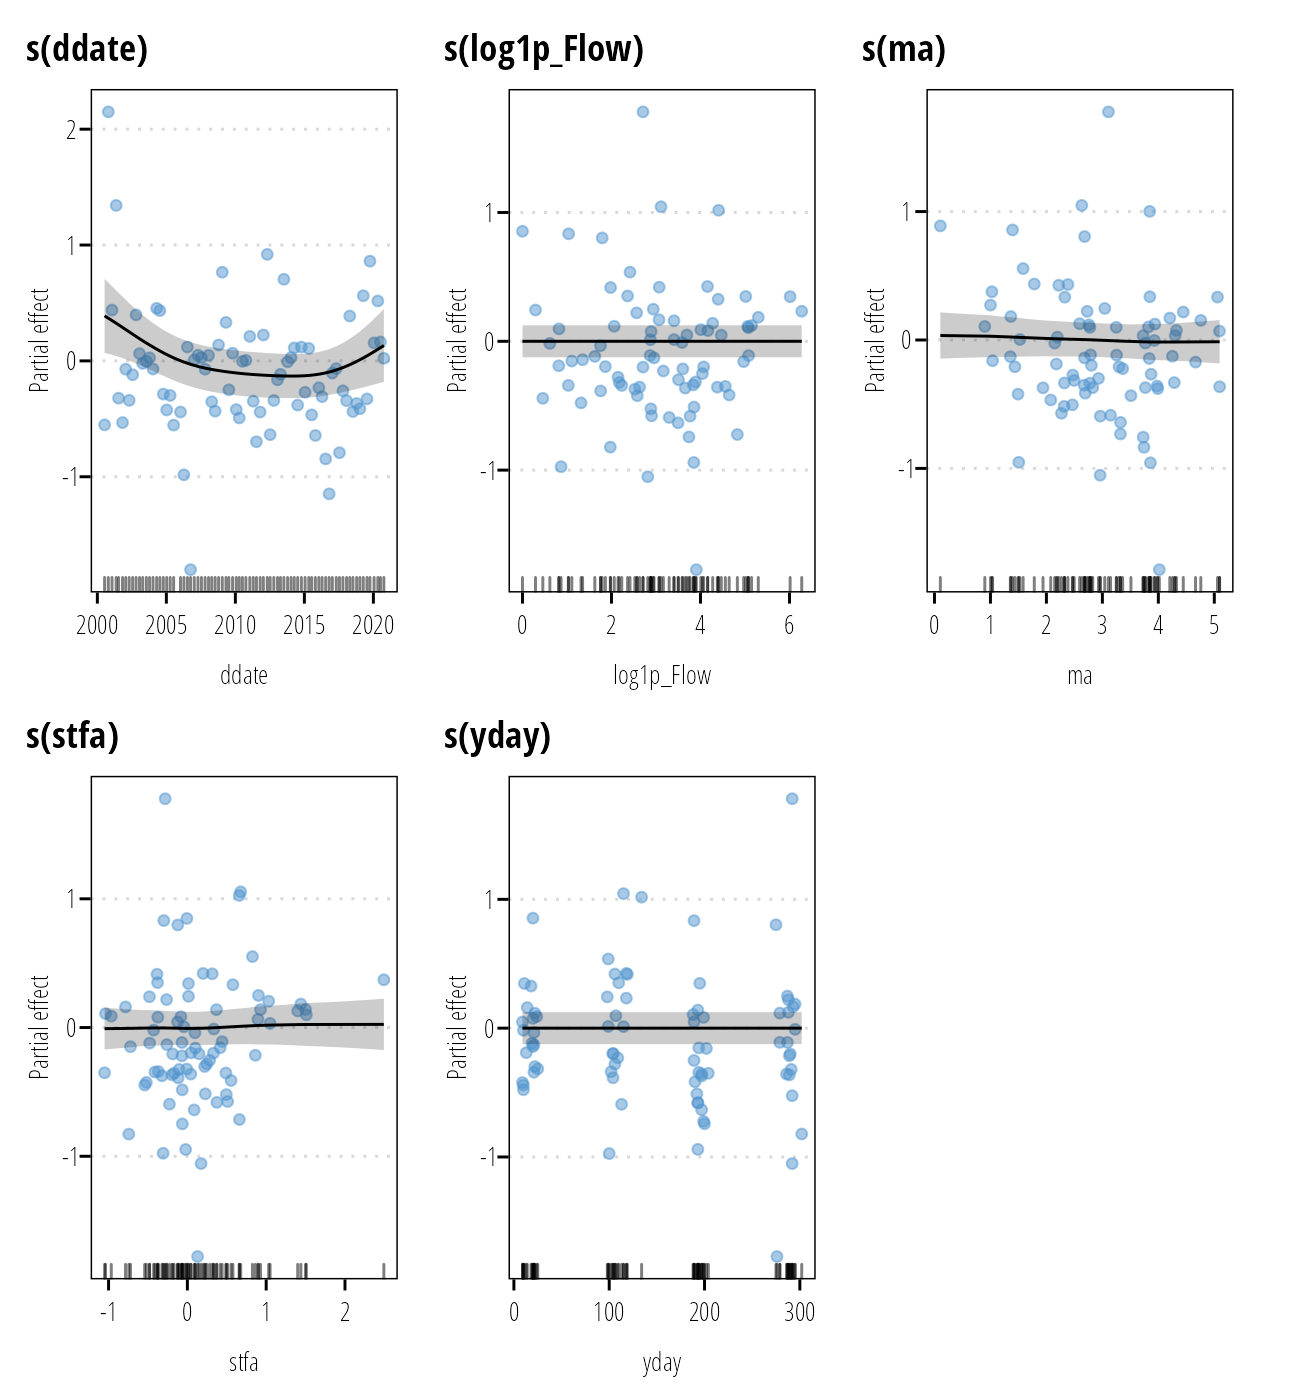 s(ddate) s(log1p_Flow) s(ma)
Partial effect
2
1
0
-1
2000 2005 2010 2015 2020
ddate
Partial effect
1
0
-1
0 2 4 6
log1p_Flow
Partial effect
1
0
-1
0 1 2 3 4 5
ma
s(stfa) s(yday)
Partial effect
1
0
-1
-1 0 1 2
stfa
Partial effect
1
0
-1
0 100 200 300
yday